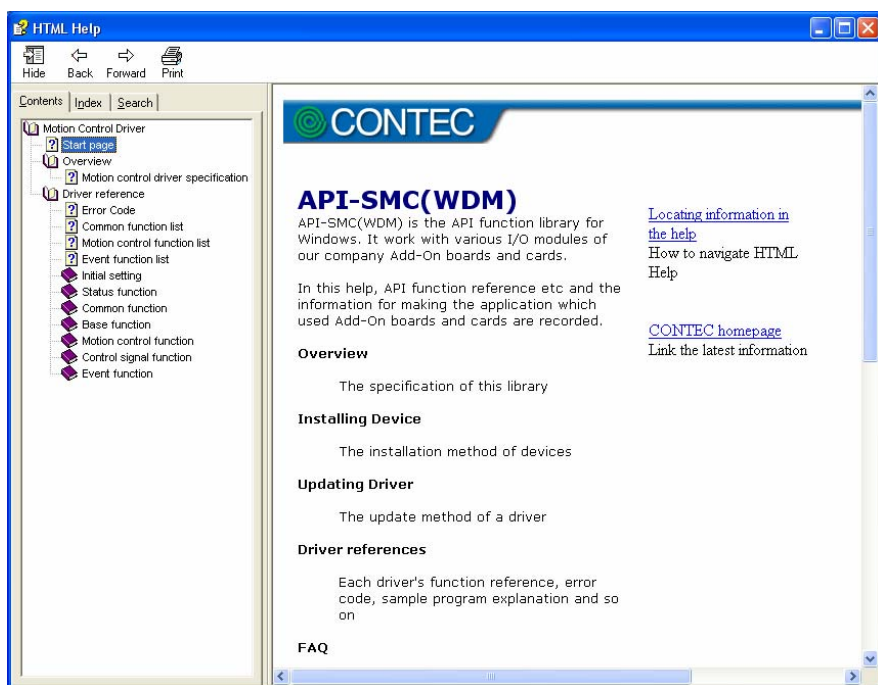 HTML Help
Hide Back Forward Print
Contents Index Search
Motion Control Driver
Start page
Overview
Motion control driver specification
Driver reference
Error Code
Common function list
Motion control function list
Event function list
Initial setting
Status function
Common function
Base function
Motion control function
Control signal function
Event function
CONTEC
API-SMC(WDM)
API-SMC(WDM) is the API function library for
Windows. It work with various I/O modules of
our company Add-On boards and cards.
In this help, API function reference etc and the
information for making the application which
used Add-On boards and cards are recorded.
Overview
The specification of this library
Installing Device
The installation method of devices
Updating Driver
The update method of a driver
Driver references
Each driver's function reference, error
code, sample program explanation and so
on
FAQ
Locating information in
the help
How to navigate HTML
Help
CONTEC homepage
Link the latest information